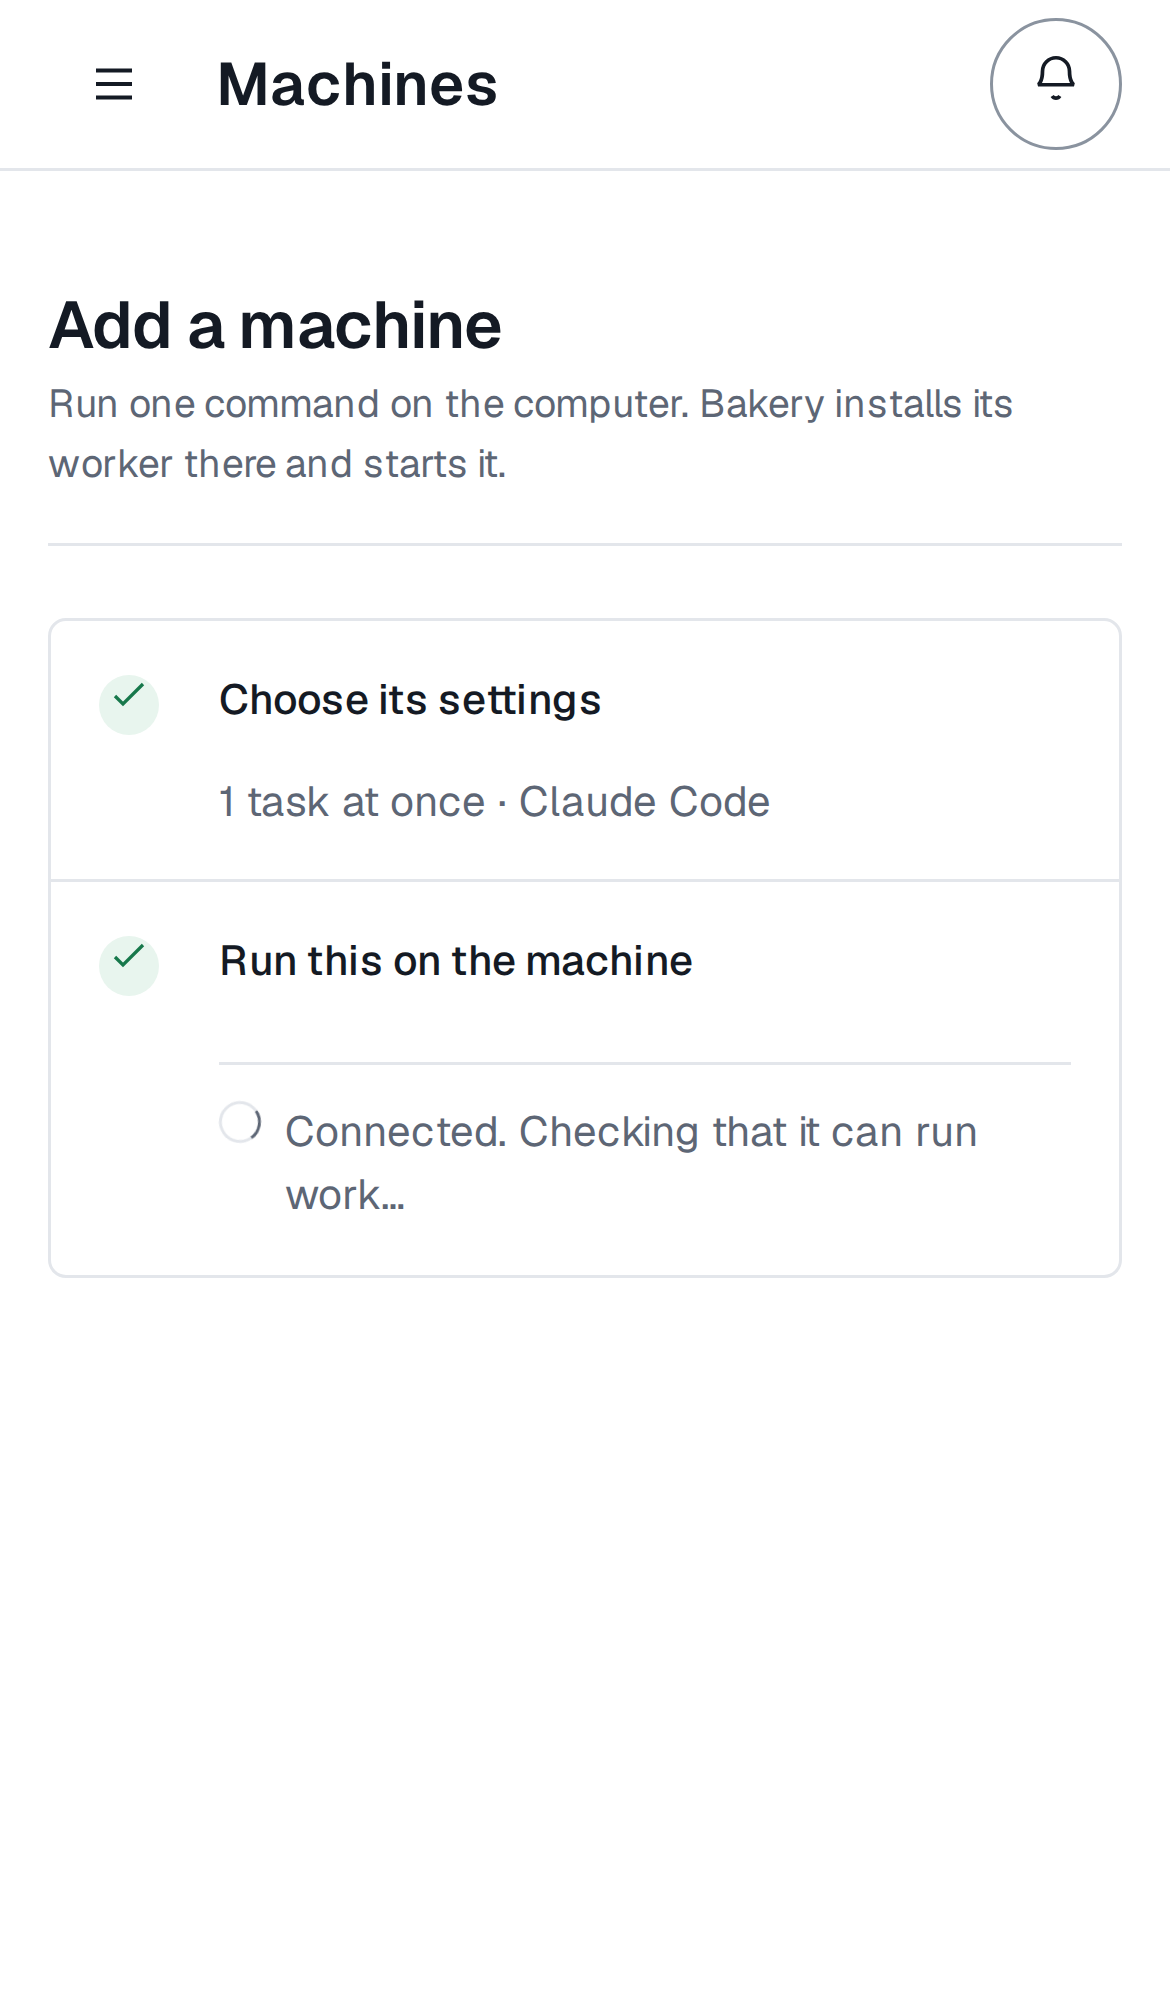 Machines
Add a machine
Run one command on the computer. Bakery installs its
worker there and starts it.
Choose its settings
1 task at once · Claude Code
Run this on the machine
Connected. Checking that it can run
work…